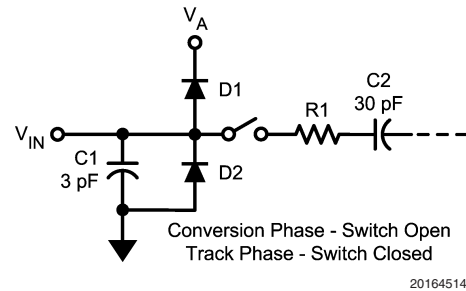 VA
D1
C2
30 pF
R1
VIN
C1
3 pF
D2
Conversion Phase - Switch Open
Track Phase - Switch Closed
20164514